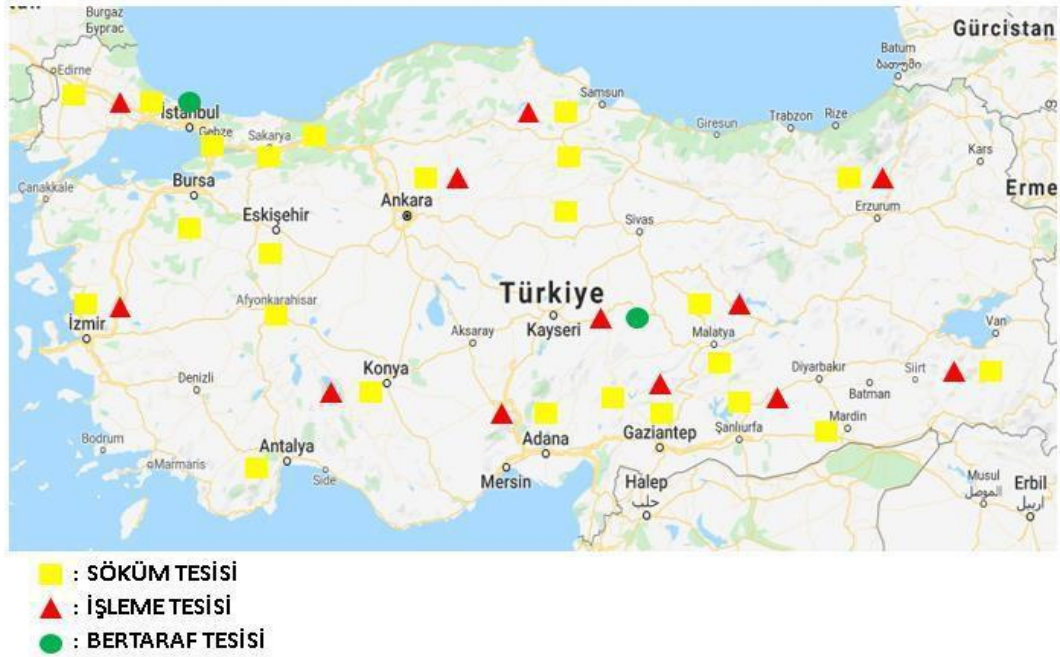 Burgaz
Бургас
Gürcistan
Batum
ბათუმი
Edirne
İstanbul
Gebze
Sakarya
Samsun
Giresun
Trabzon
Rize
Kars
Çanakkale
Bursa
Eskişehir
Ankara
Sivas
Erzurum
Erme
Türkiye
Afyonkarahisar
İzmir
Aksaray
Kayseri
Malatya
Van
Denizli
Konya
Diyarbakır
Siirt
Batman
Mardin
Bodrum
Marmaris
Antalya
Side
Adana
Mersin
Gaziantep
Şanlıurfa
Halep
حلب
Musul
الموصل
Erbil
أربيل
: SÖKÜM TESİSİ
: İŞLEME TESİSİ
: BERTARAF TESİSİ